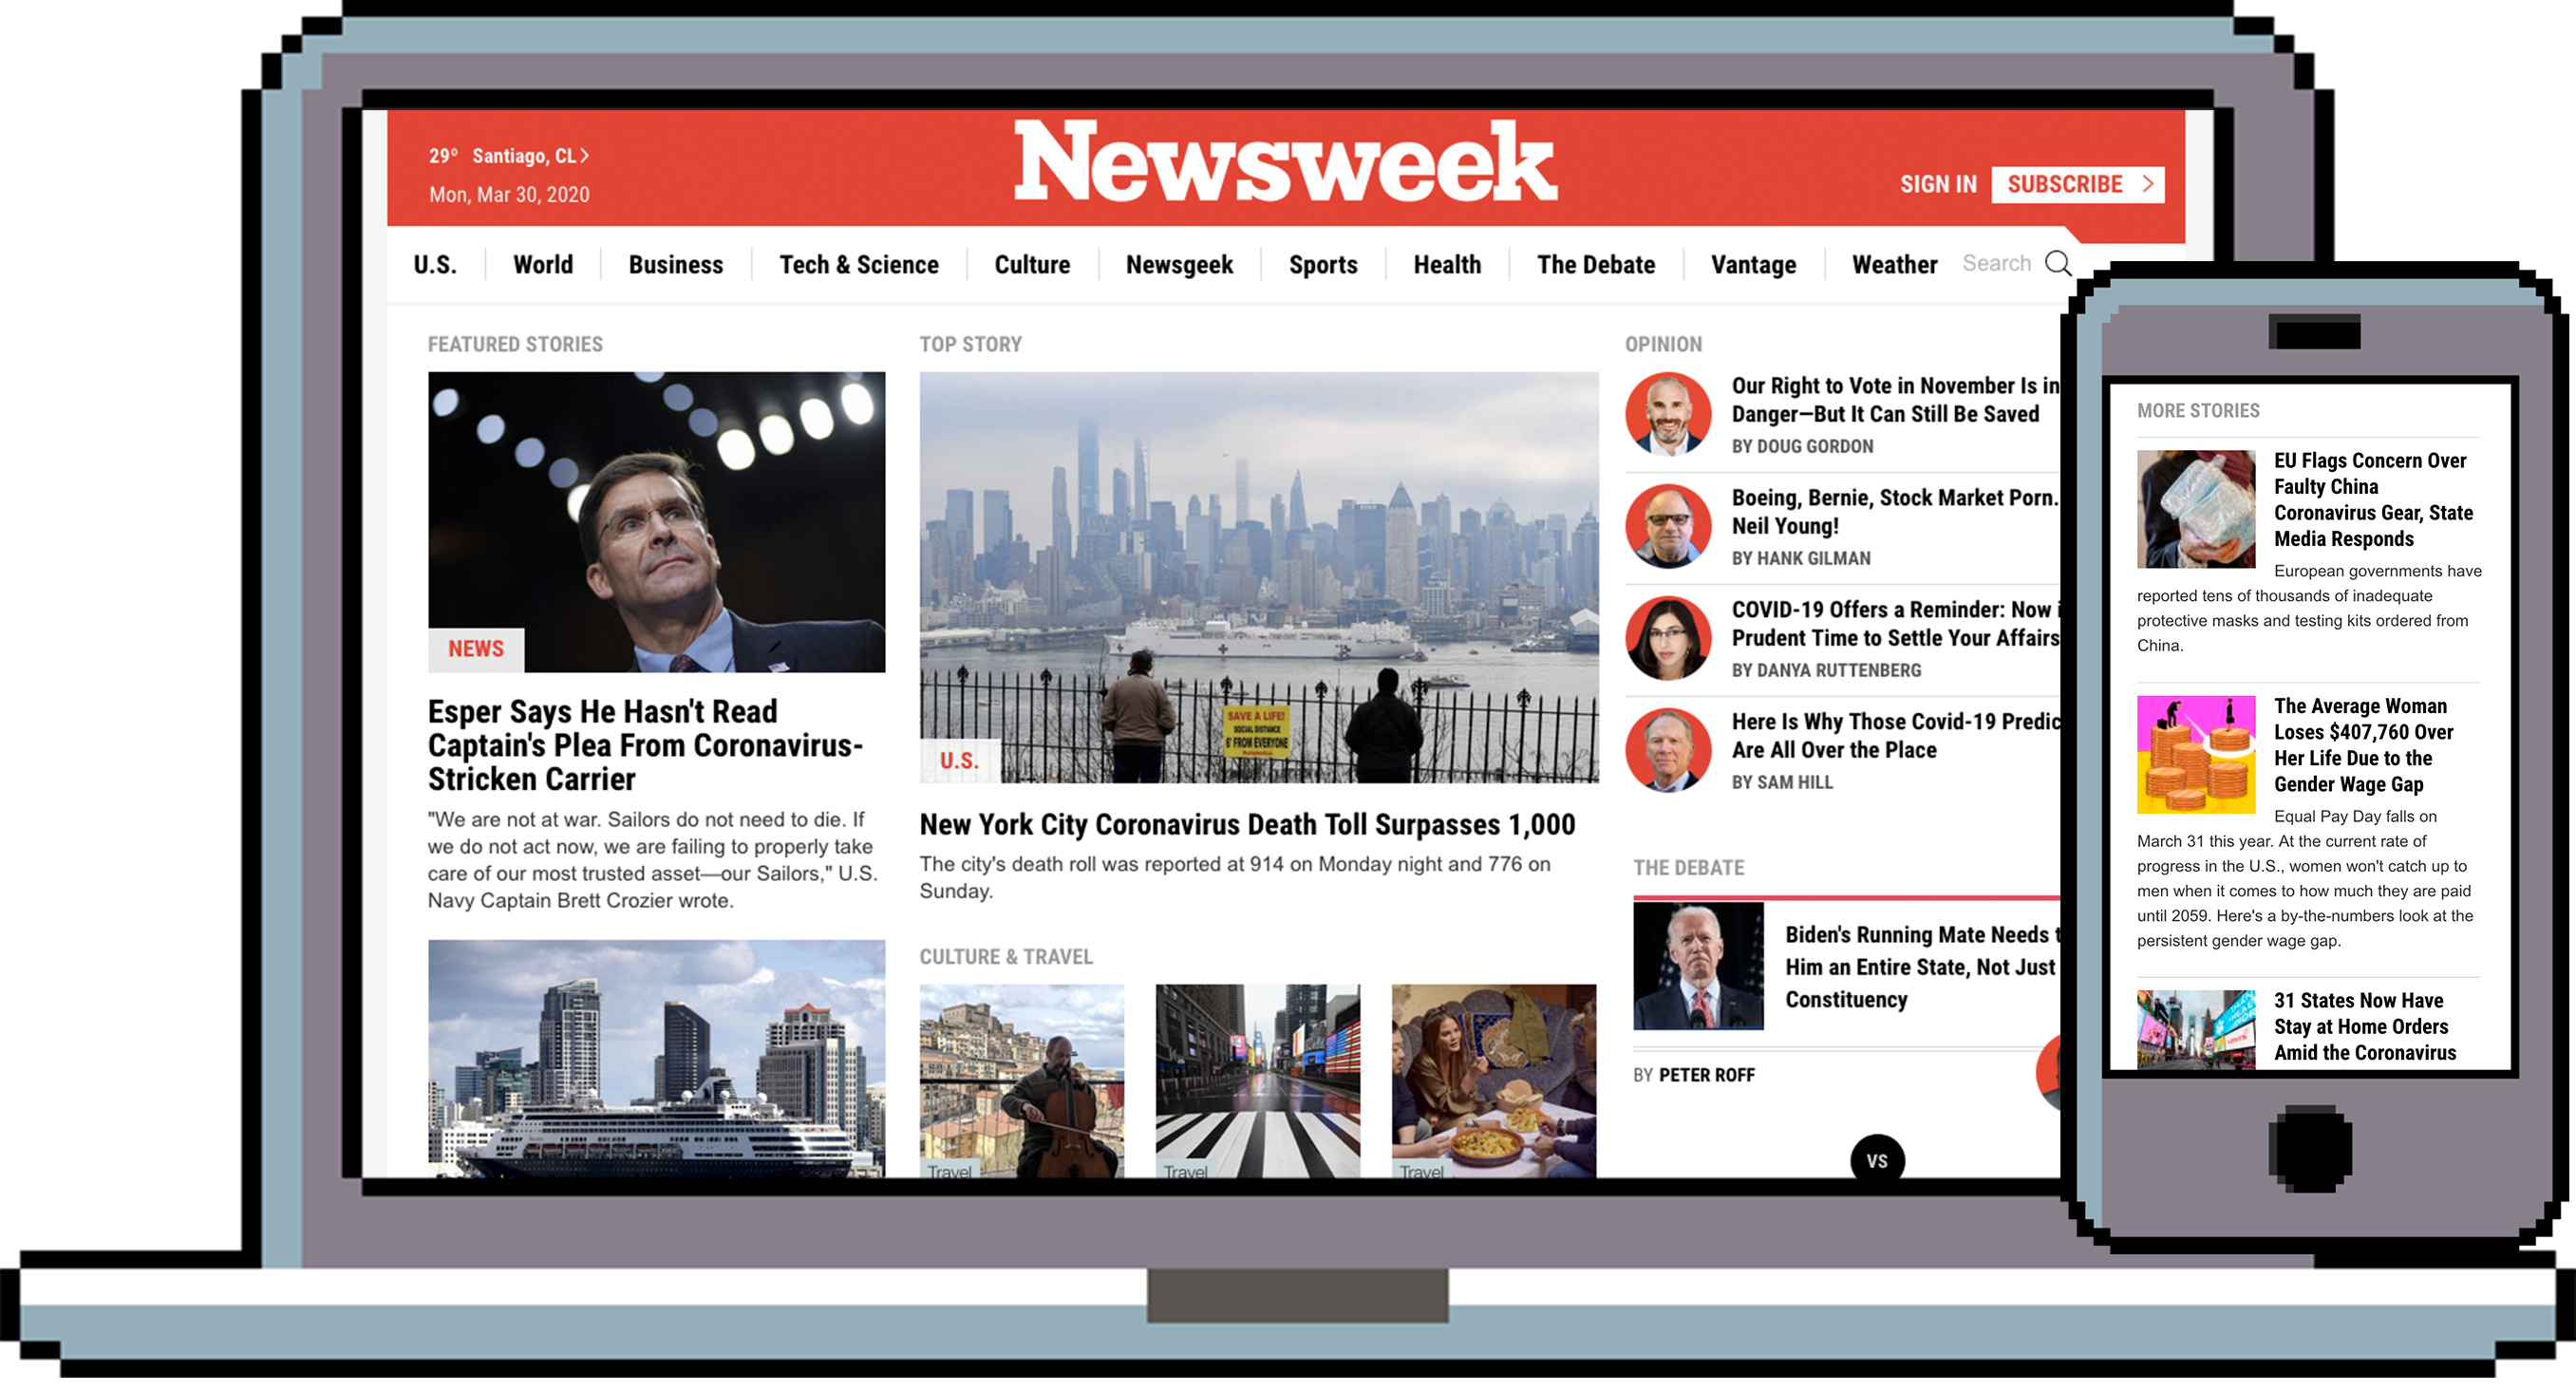 29º Santiago, CL
Mon, Mar 30, 2020
Newsweek
SIGN IN SUBSCRIBE
U.S. World Business Tech & Science Culture Newsgeek Sports Health The Debate Vantage Weather Search
FEATURED STORIES
NEWS
Esper Says He Hasn't Read
Captain's Plea From Coronavirus-
Stricken Carrier
"We are not at war. Sailors do not need to die. If
we do not act now, we are failing to properly take
care of our most trusted asset—our Sailors," U.S.
Navy Captain Brett Crozier wrote.
TOP STORY
SAVE A LIFE!
SOCIAL DISTANCE
6' FROM EVERYONE
U.S.
New York City Coronavirus Death Toll Surpasses 1,000
The city's death roll was reported at 914 on Monday night and 776 on
Sunday.
CULTURE & TRAVEL
Travel
Travel
Travel
OPINION
Our Right to Vote in November Is in
Danger—But It Can Still Be Saved
BY DOUG GORDON
Boeing, Bernie, Stock Market Porn.
Neil Young!
BY HANK GILMAN
COVID-19 Offers a Reminder: Now
Prudent Time to Settle Your Affairs
BY DANYA RUTTENBERG
Here Is Why Those Covid-19 Predic
Are All Over the Place
BY SAM HILL
THE DEBATE
Biden's Running Mate Needs
Him an Entire State, Not Just
Constituency
BY PETER ROFF
VS
MORE STORIES
EU Flags Concern Over
Faulty China
Coronavirus Gear, State
Media Responds
European governments have
reported tens of thousands of inadequate
protective masks and testing kits ordered from
China.
The Average Woman
Loses $407,760 Over
Her Life Due to the
Gender Wage Gap
Equal Pay Day falls on
March 31 this year. At the current rate of
progress in the U.S., women won't catch up to
men when it comes to how much they are paid
until 2059. Here's a by-the-numbers look at the
persistent gender wage gap.
31 States Now Have
Stay at Home Orders
Amid the Coronavirus